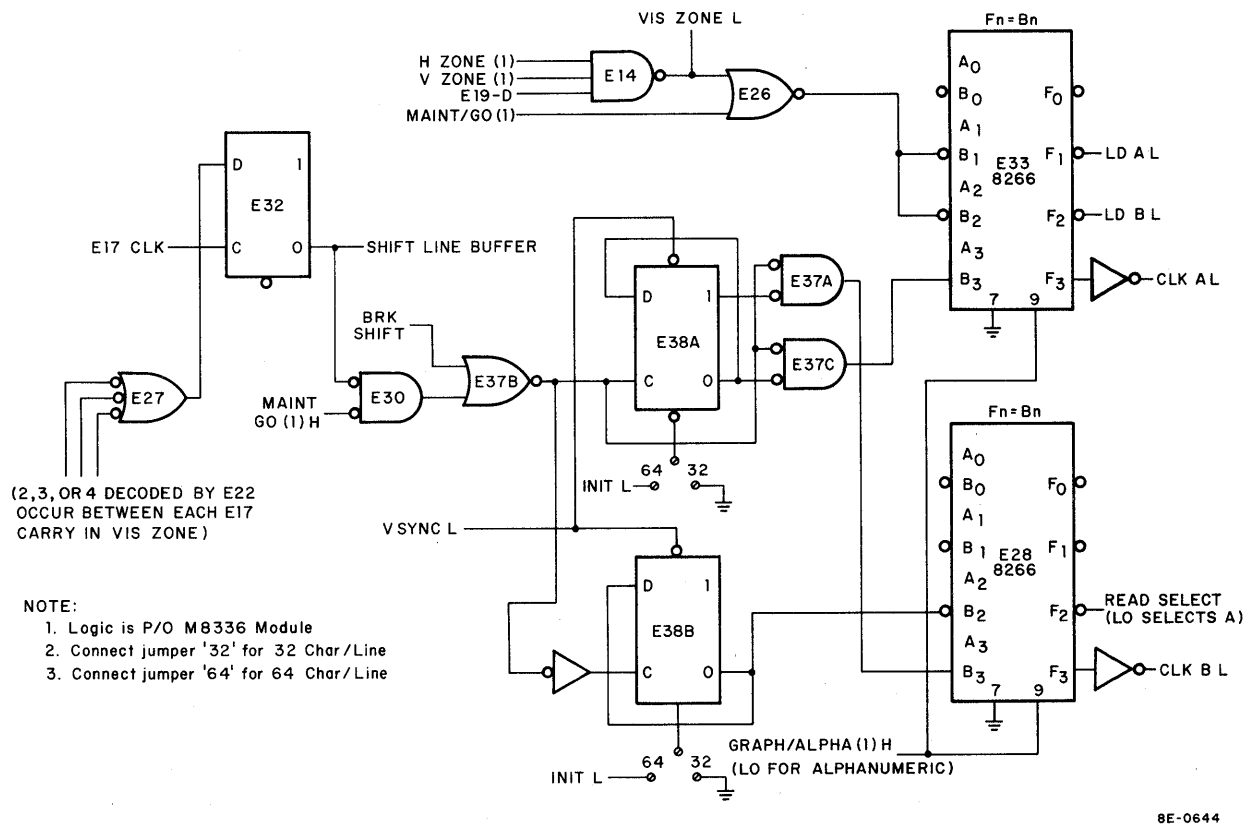 VIS ZONE L
Fn=Bn
H ZONE (1)
V ZONE (1)
E19-D
MAINT/GO (1)
E14
E26
A0
B0
A1
B1
A2
B2
A3
B3
E33
8266
F0
F1
F2
F3
7
9
LD A L
LD B L
CLK A L
D
1
E32
C
0
E17 CLK
SHIFT LINE BUFFER
BRK
SHIFT
E27
E30
E37B
MAINT
GO (1) H
D
1
E38A
C
0
E37A
E37C
64
32
INIT L
(2,3, OR 4 DECODED BY E22
OCCUR BETWEEN EACH E17
CARRY IN VIS ZONE)
V SYNC L
D
1
E38B
C
0
64
32
INIT L
Fn=Bn
A0
B0
A1
B1
A2
B2
A3
B3
E28
8266
F0
F1
F2
F3
7
9
READ SELECT
(LO SELECTS A)
CLK B L
GRAPH/ALPHA (1) H
(LO FOR ALPHANUMERIC)
NOTE:
1. Logic is P/O M8336 Module
2. Connect jumper '32' for 32 Char/Line
3. Connect jumper '64' for 64 Char/Line
8E-0644